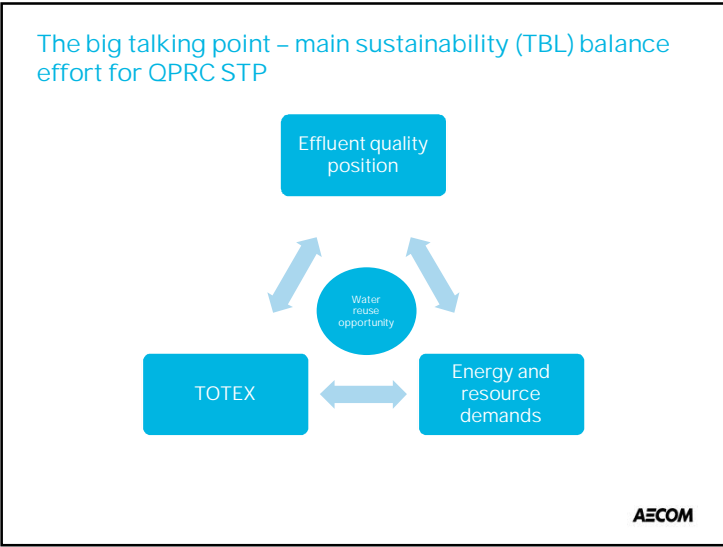 The big talking point – main sustainability (TBL) balance
effort for QPRC STP
Effluent quality
position
Water
reuse
opportunity
TOTEX
Energy and
resource
demands
AECOM